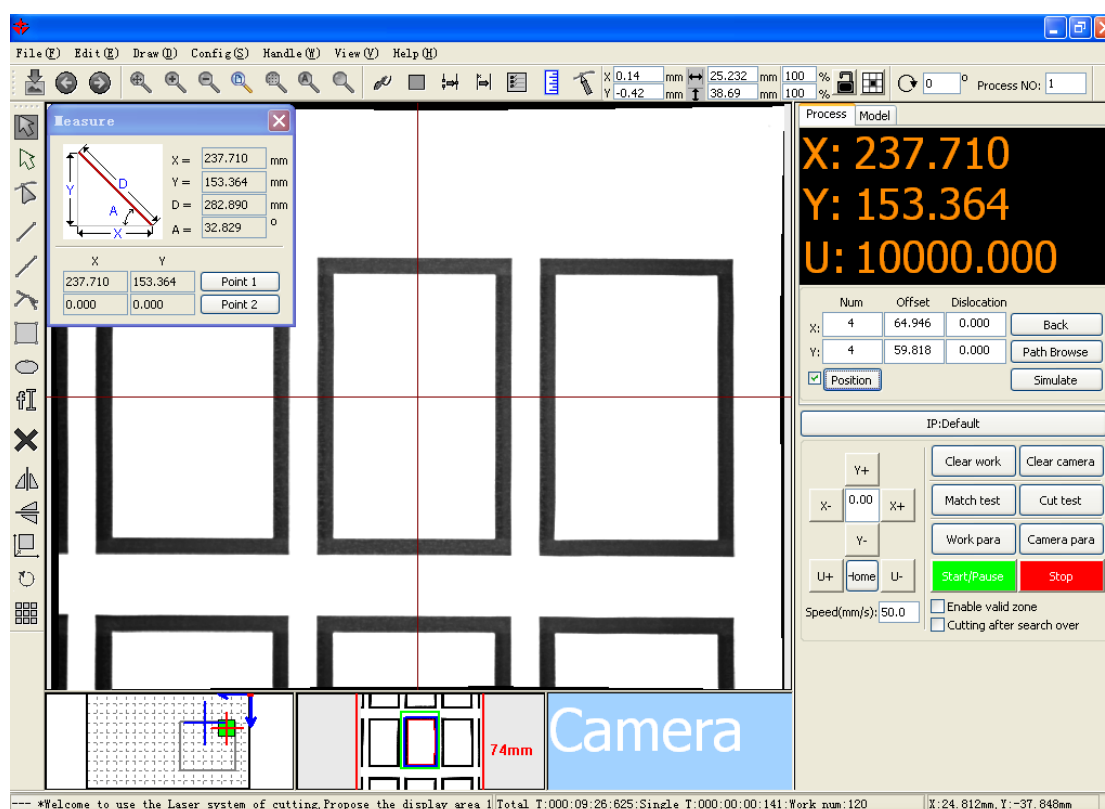 File(F) Edit(E) Draw(D) Config(S) Handle(W) View(V) Help(H)
X 0.14 mm 25.232 mm 100 %
Y -0.42 mm 38.69 mm 100 %
0 ° Process NO: 1
Measure
X = 237.710 mm
Y = 153.364 mm
D = 282.890 mm
A = 32.829 °
Y
D
A
X
X Y
237.710 153.364 Point 1
0.000 0.000 Point 2
Process Model
X: 237.710
Y: 153.364
U: 10000.000
Num Offset Dislocation
X: 4 64.946 0.000 Back
Y: 4 59.818 0.000 Path Browse
Position Simulate
IP:Default
Y+
X- 0.00 X+
Y-
U+ Home U-
Speed(mm/s): 50.0
Clear work Clear camera
Match test Cut test
Work para Camera para
Start/Pause Stop
Enable valid zone
Cutting after search over
74mm
Camera
--- *Welcome to use the Laser system of cutting,Propose the display area 1 Total T:000:09:26:625:Single T:000:00:00:141:Work num:120 X:24.812mm,Y:-37.848mm